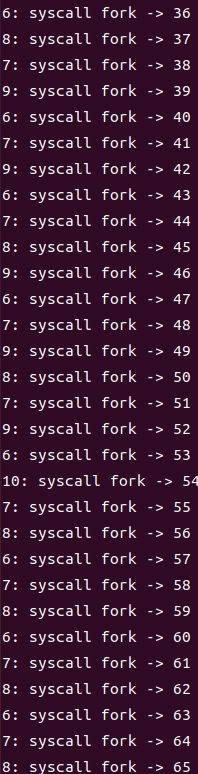 6: syscall fork -> 36
8: syscall fork -> 37
7: syscall fork -> 38
9: syscall fork -> 39
6: syscall fork -> 40
7: syscall fork -> 41
9: syscall fork -> 42
6: syscall fork -> 43
7: syscall fork -> 44
8: syscall fork -> 45
9: syscall fork -> 46
6: syscall fork -> 47
7: syscall fork -> 48
9: syscall fork -> 49
8: syscall fork -> 50
7: syscall fork -> 51
9: syscall fork -> 52
6: syscall fork -> 53
10: syscall fork -> 54
7: syscall fork -> 55
8: syscall fork -> 56
6: syscall fork -> 57
7: syscall fork -> 58
8: syscall fork -> 59
6: syscall fork -> 60
7: syscall fork -> 61
8: syscall fork -> 62
6: syscall fork -> 63
7: syscall fork -> 64
8: syscall fork -> 65